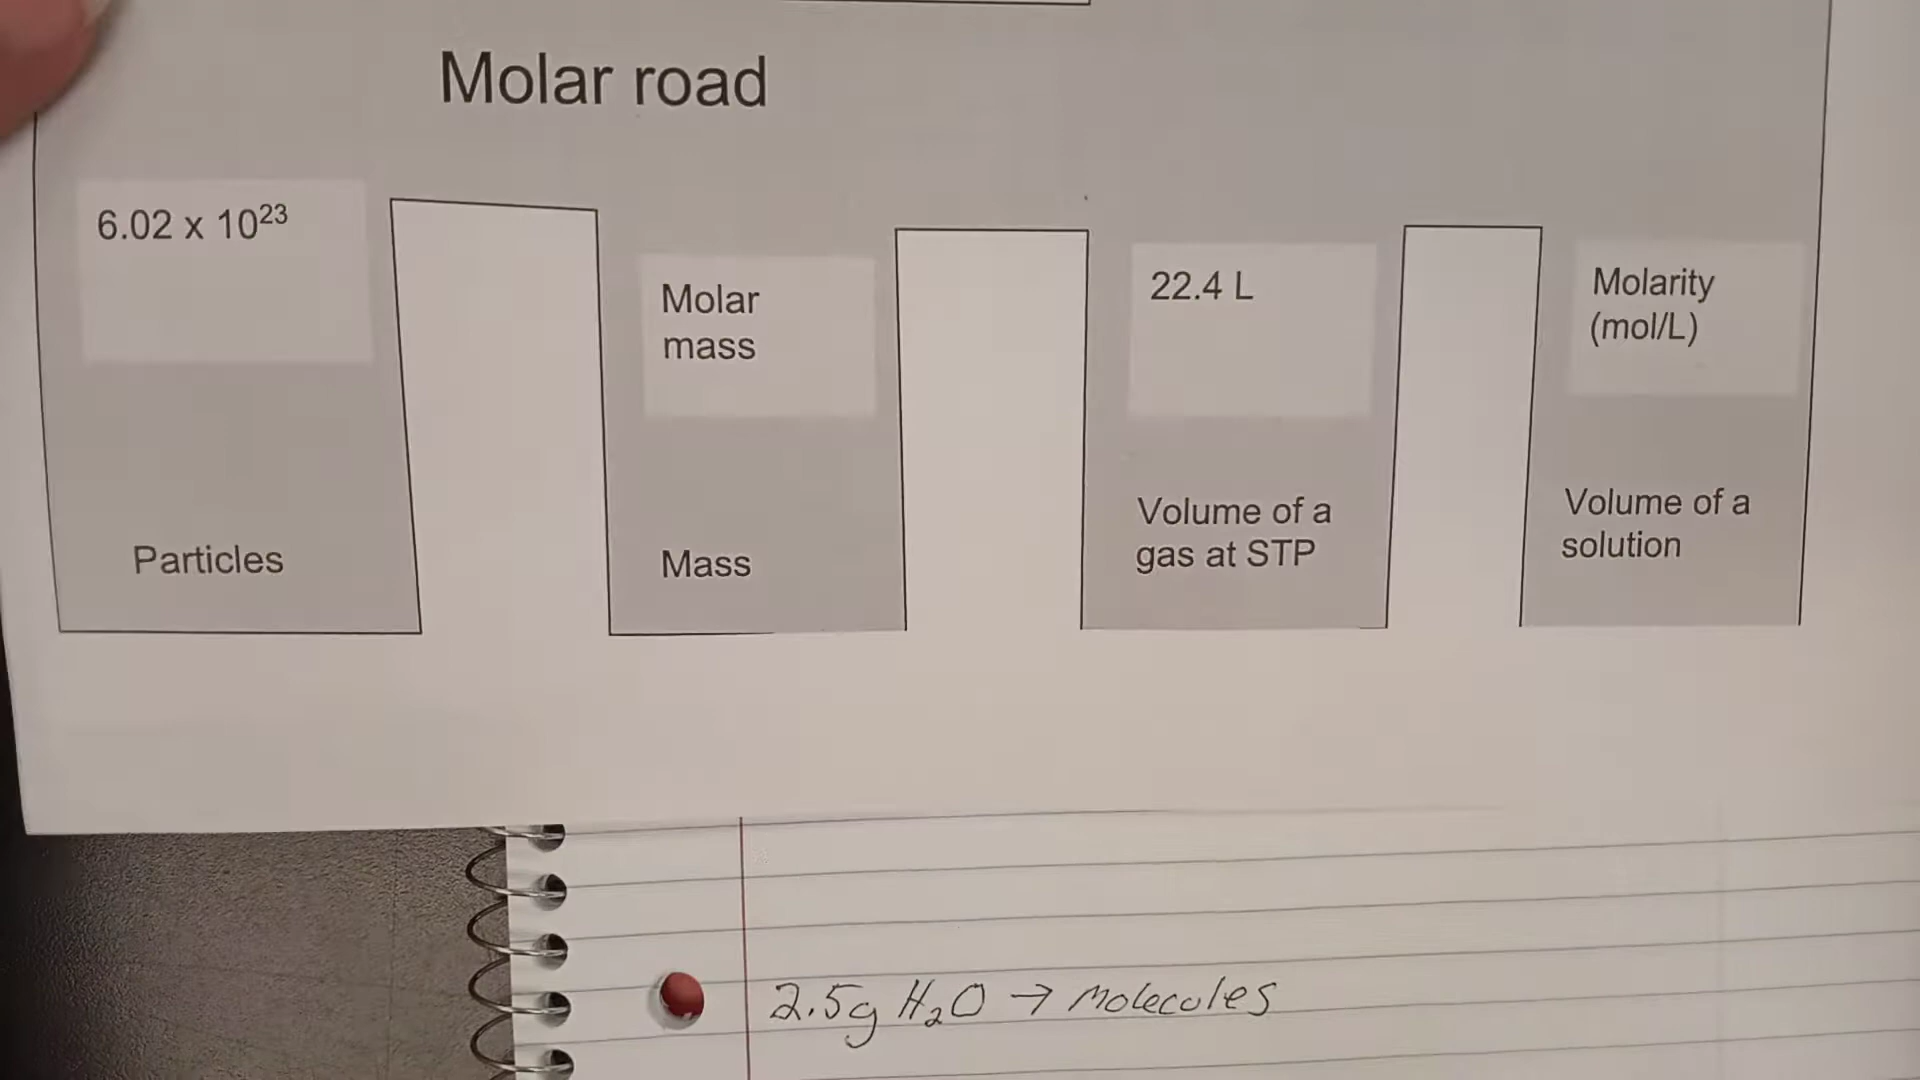 Molar road
6.02 x 10²³
Particles
Molar
mass
Mass
22.4 L
Volume of a
gas at STP
Molarity
(mol/L)
Volume of a
solution
2.5g H₂O → Molecules